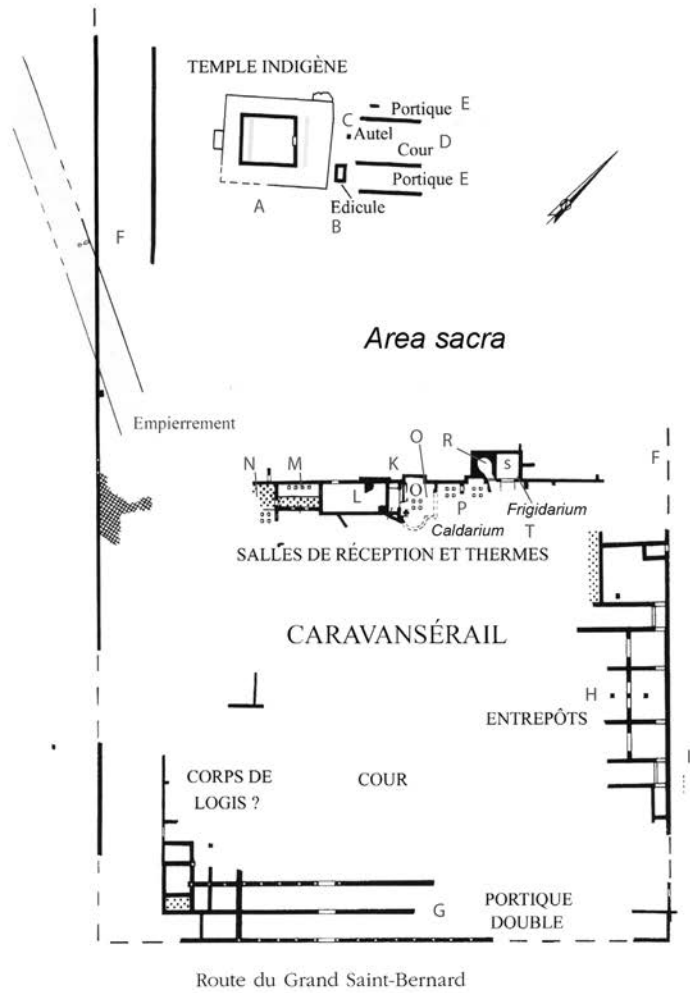 TEMPLE INDIGÈNE
Portique E
C
Autel
Cour D
Portique E
Edicule
A
B
F
Area sacra
Empierrement
O
R
F
N
M
K
L
O
P
S
Frigidarium
Caldarium
T
SALLES DE RÉCEPTION ET THERMES
CARAVANSÉRAIL
H
ENTREPÔTS
I
CORPS DE
LOGIS ?
COUR
G
PORTIQUE
DOUBLE
Route du Grand Saint-Bernard